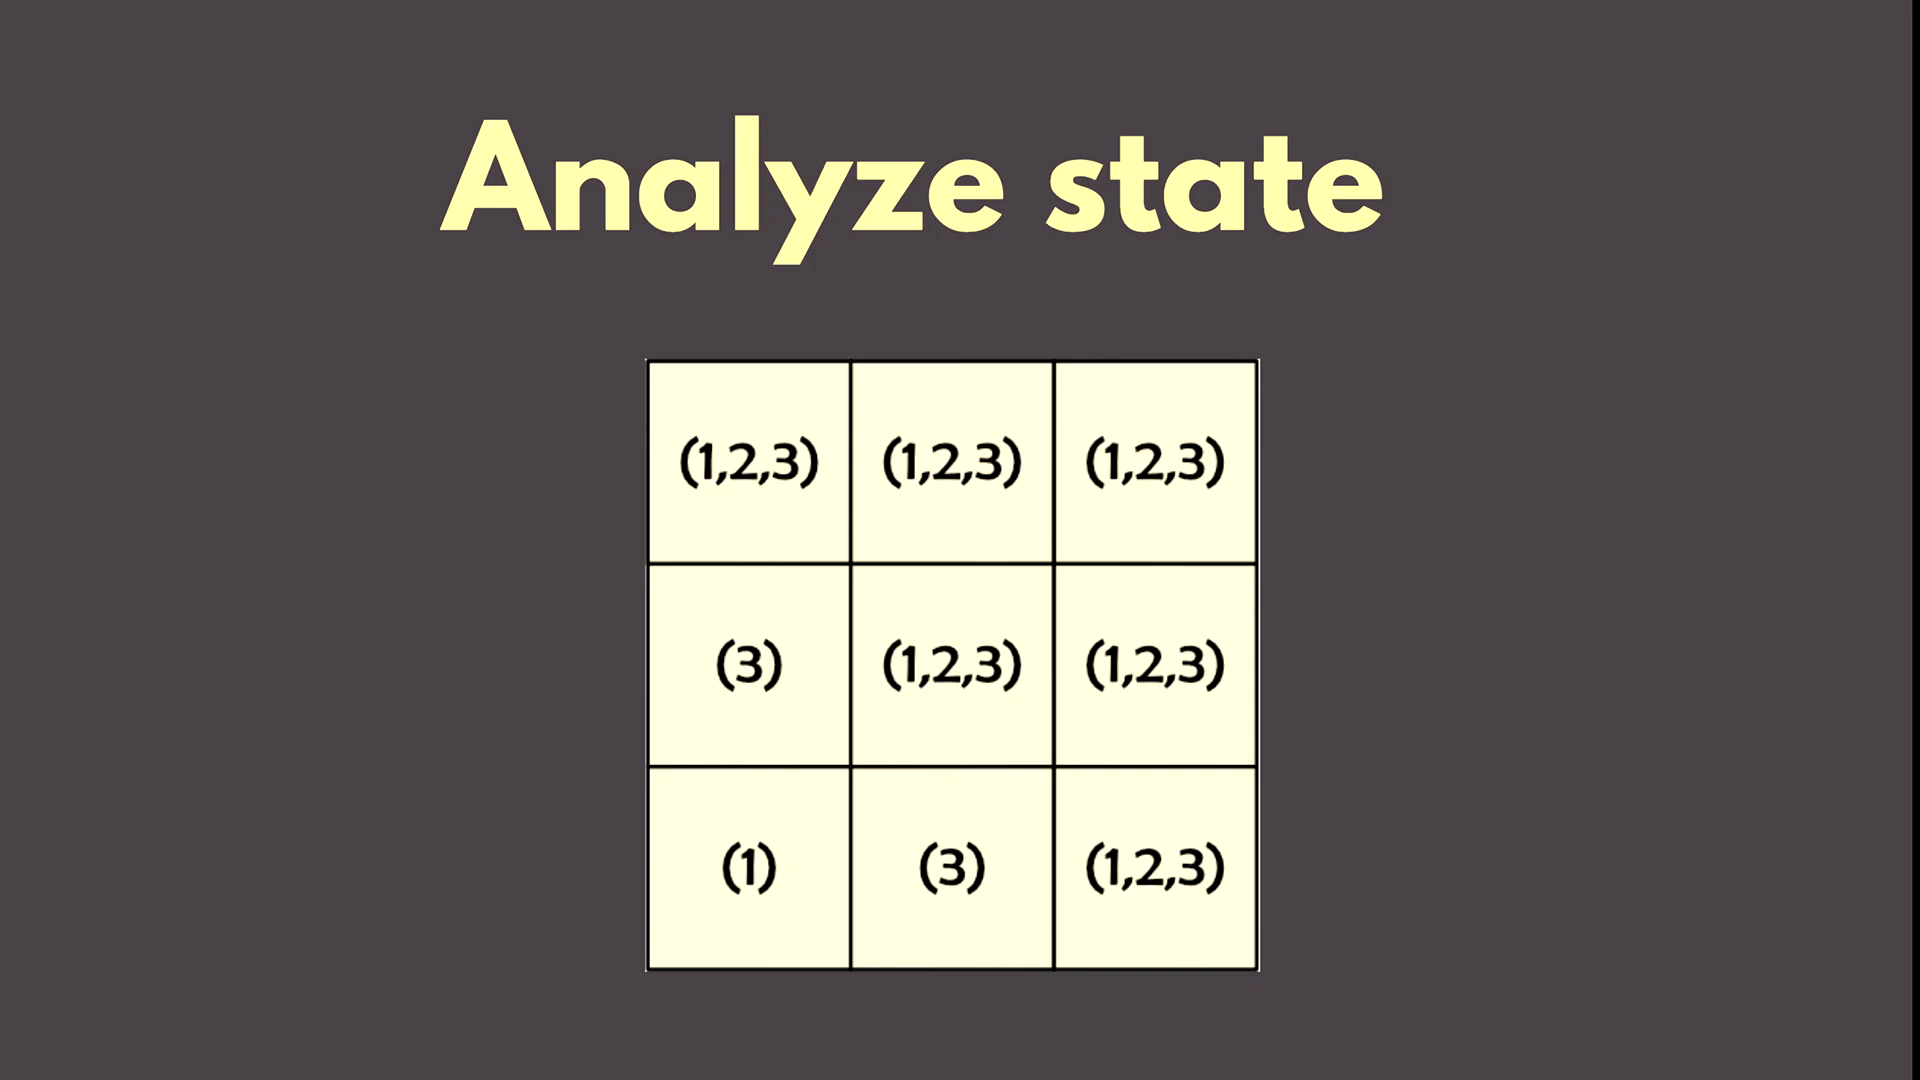 Analyze state
(1,2,3) (1,2,3) (1,2,3)
(3) (1,2,3) (1,2,3)
(1) (3) (1,2,3)